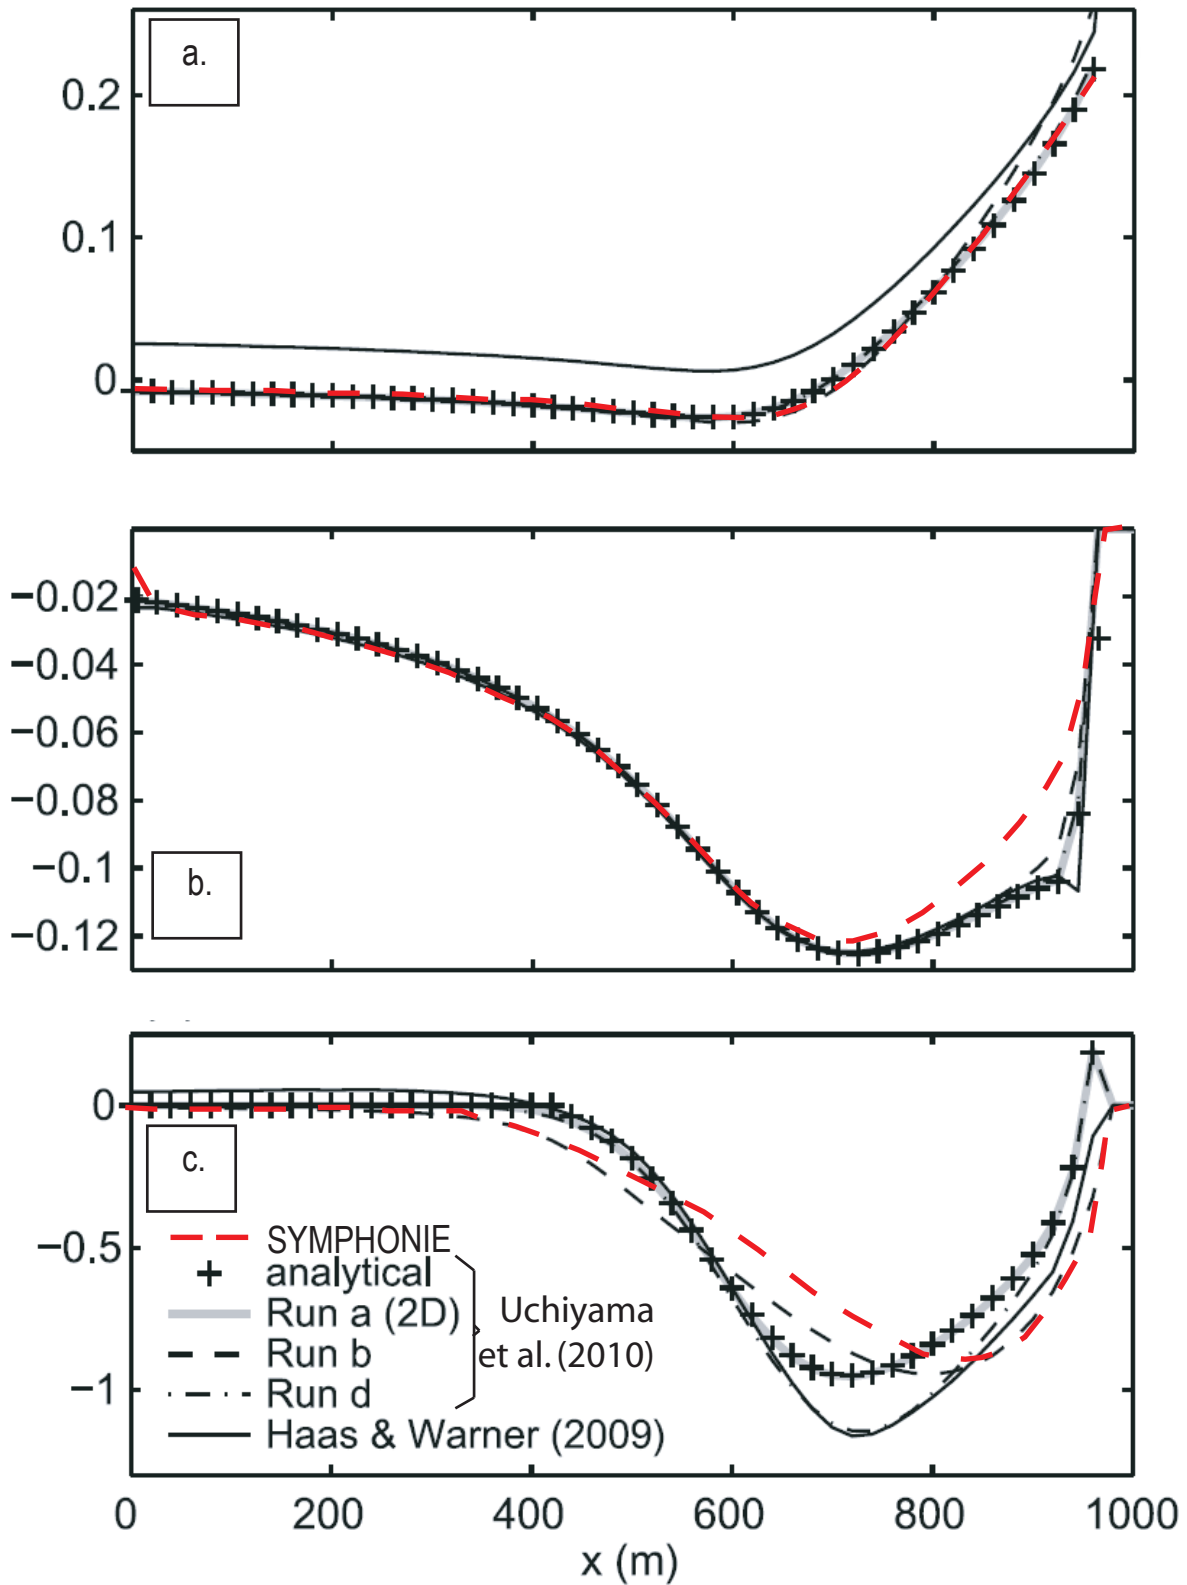 a.
0.2
0.1
0
−0.02
−0.04
−0.06
−0.08
−0.1
−0.12
b.
0
−0.5
−1
c.
SYMPHONIE
analytical
Run a (2D)
Run b
Run d
Uchiyama
et al. (2010)
Haas & Warner (2009)
0 200 400 600 800 1000
x (m)